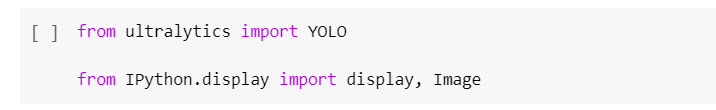 [ ] from ultralytics import YOLO
from IPython.display import display, Image